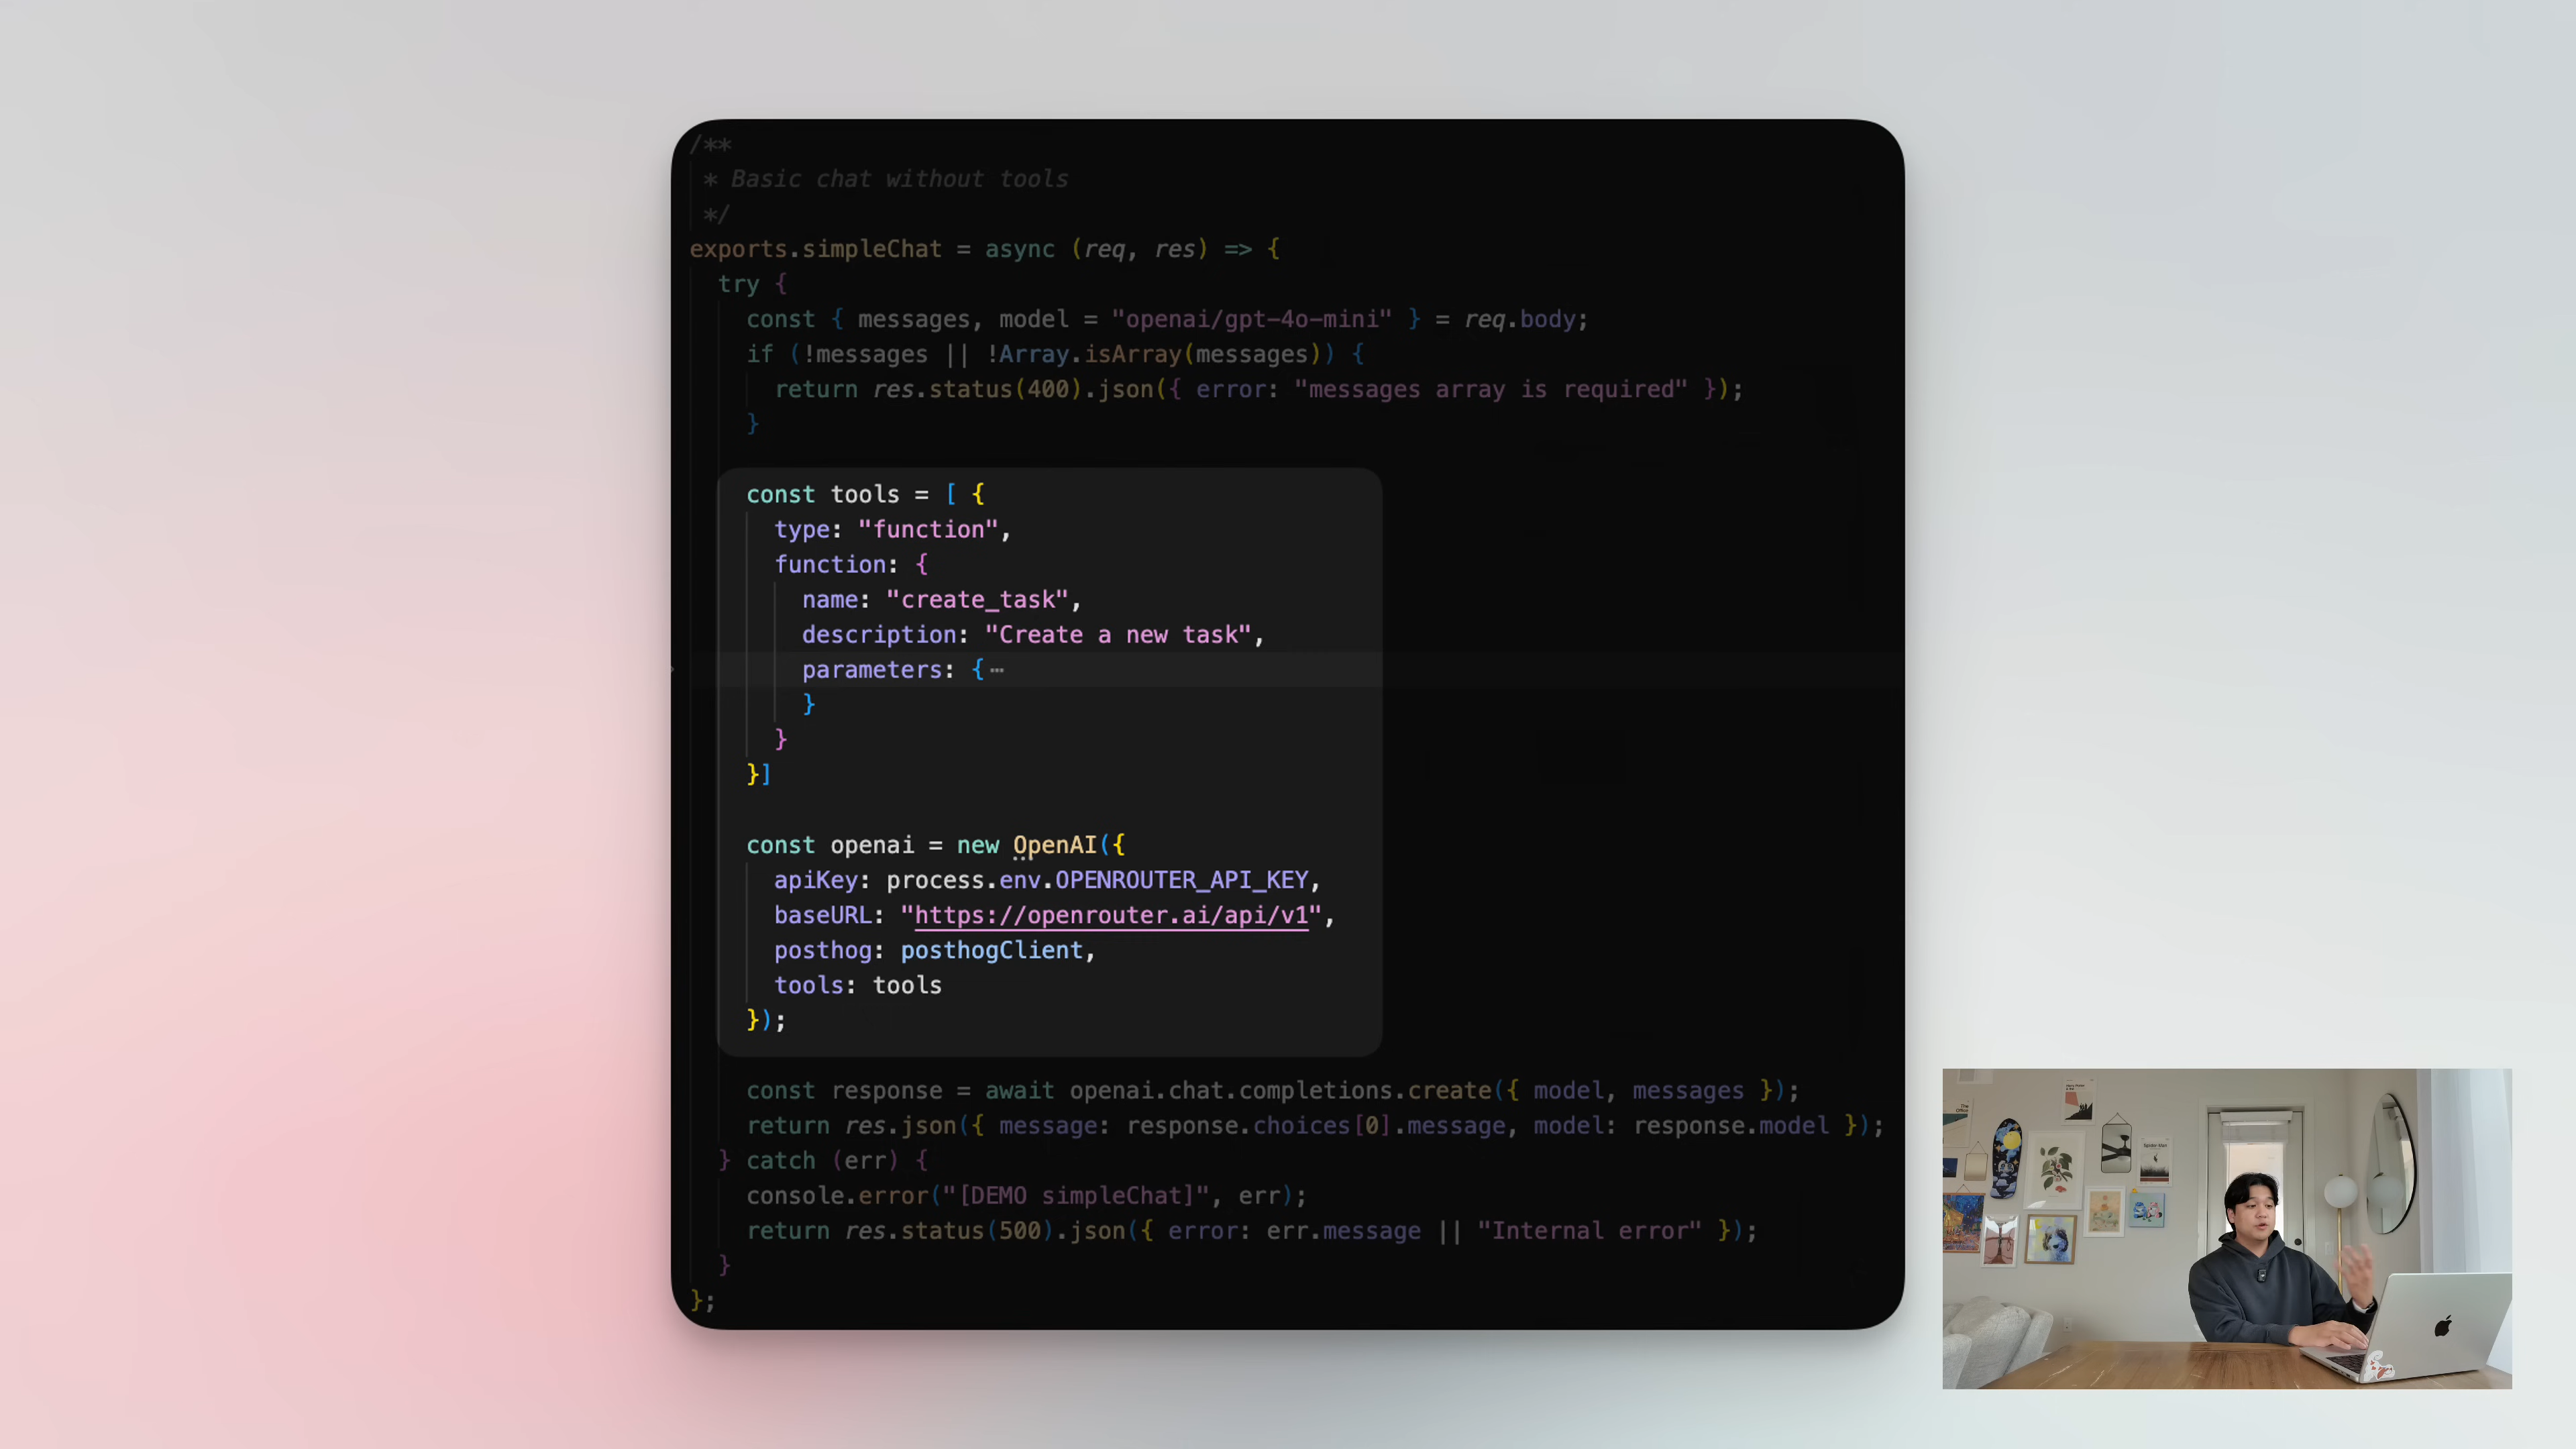 /**
 * Basic chat without tools
 */
exports.simpleChat = async (req, res) => {
  try {
    const { messages, model = "openai/gpt-4o-mini" } = req.body;
    if (!messages || !Array.isArray(messages)) {
      return res.status(400).json({ error: "messages array is required" });
    }
    const tools = [ {
      type: "function",
      function: {
        name: "create_task",
        description: "Create a new task",
        parameters: {⋯
        }
      }
    }]
    const openai = new OpenAI({
      apiKey: process.env.OPENROUTER_API_KEY,
      baseURL: "https://openrouter.ai/api/v1",
      posthog: posthogClient,
      tools: tools
    });
    const response = await openai.chat.completions.create({ model, messages });
    return res.json({ message: response.choices[0].message, model: response.model });
  } catch (err) {
    console.error("[DEMO simpleChat]", err);
    return res.status(500).json({ error: err.message || "Internal error" });
  }
};